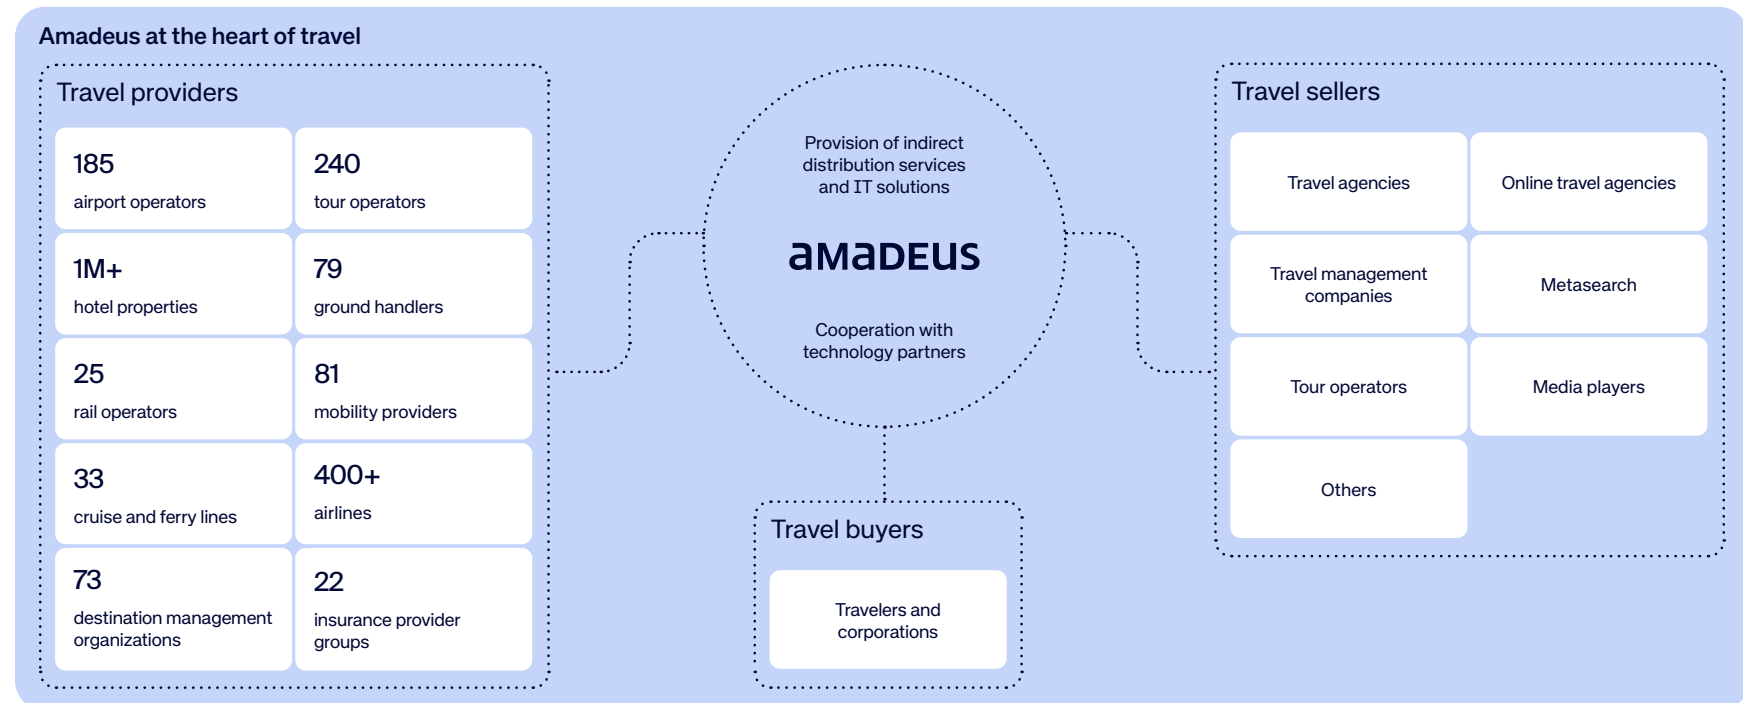 Amadeus at the heart of travel
Travel providers
185
airport operators
240
tour operators
1M+
hotel properties
79
ground handlers
25
rail operators
81
mobility providers
33
cruise and ferry lines
400+
airlines
73
destination management
organizations
22
insurance provider
groups
Provision of indirect
distribution services
and IT solutions
amadeus
Cooperation with
technology partners
Travel buyers
Travelers and
corporations
Travel sellers
Travel agencies
Online travel agencies
Travel management
companies
Metasearch
Tour operators
Media players
Others